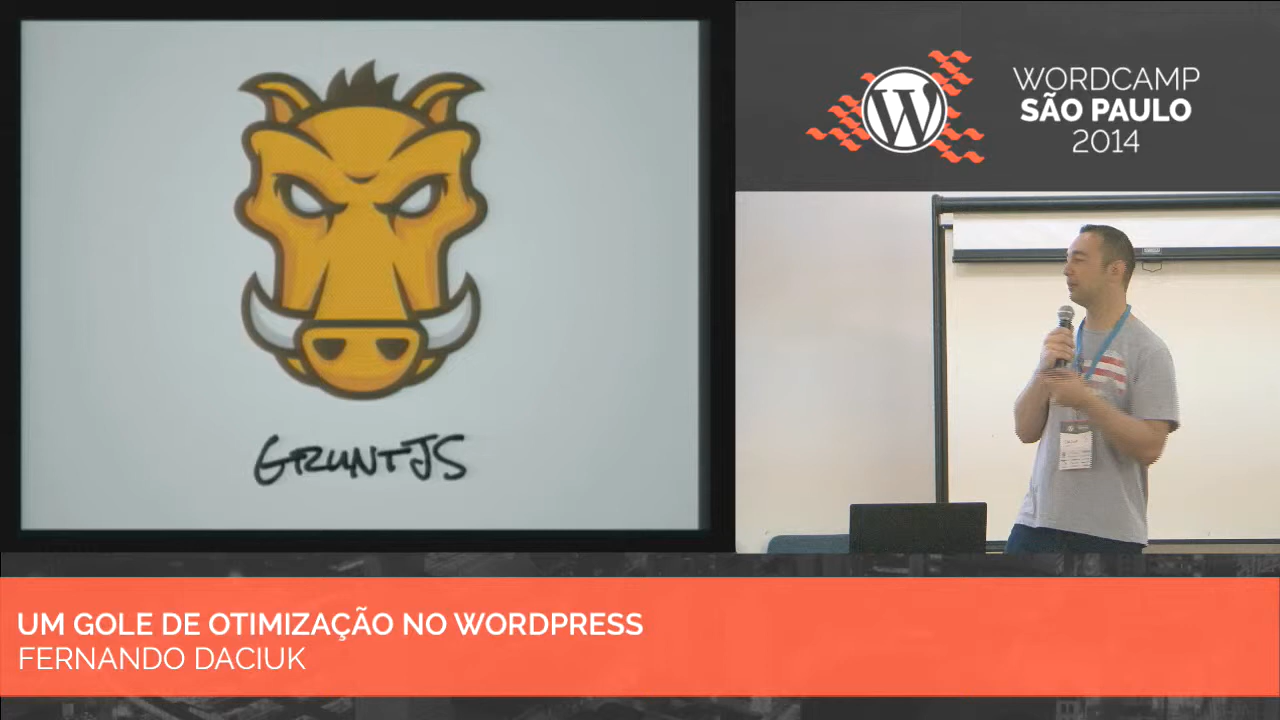 GRUNTJS
WORDCAMP
SÃO PAULO
2014
UM GOLE DE OTIMIZAÇÃO NO WORDPRESS
FERNANDO DACIUK